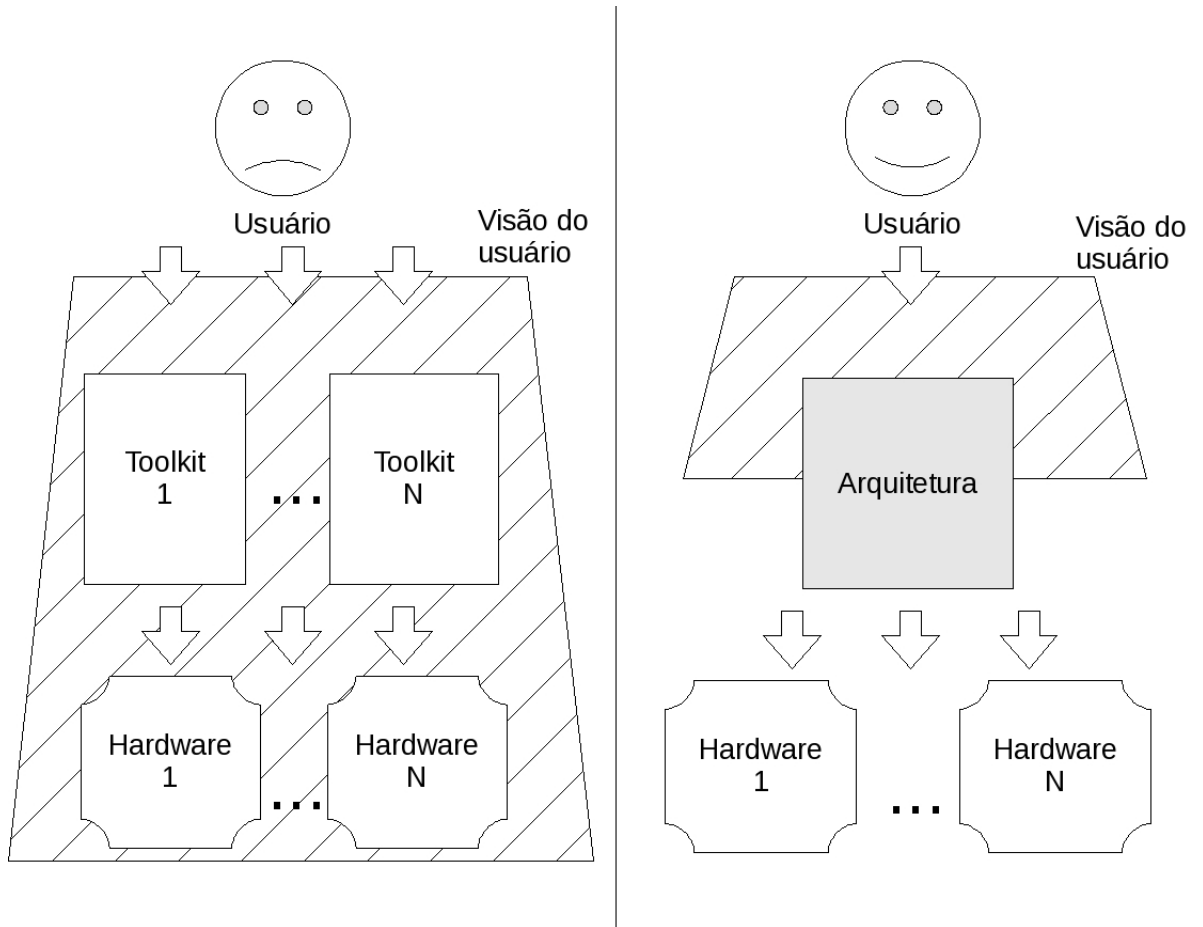 Usuário
Visão do
usuário
Toolkit
1
...
Toolkit
N
Hardware
1
...
Hardware
N
Usuário
Visão do
usuário
Arquitetura
Hardware
1
...
Hardware
N